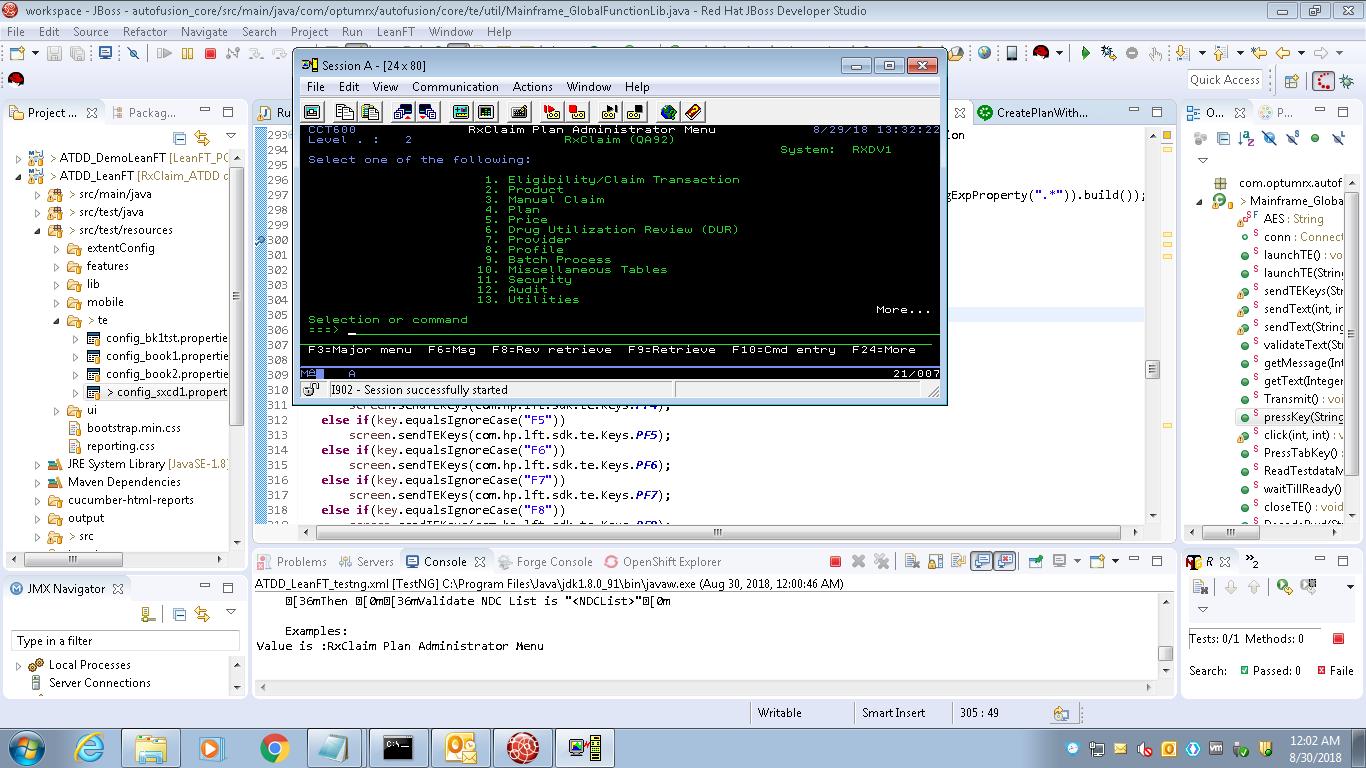 workspace - JBoss - autofusion_core/src/main/java/com/optumrx/autofusion/core/te/util/Mainframe_GlobalFunctionLib.java - Red Hat JBoss Developer Studio
File Edit Source Refactor Navigate Search Project Run LeanFT Window Help
Quick Access
Project ...
Packag...
> ATDD_DemoLeanFT [LeanFT_PO
> ATDD_LeanFT [RxClaim_ATDD d
> src/main/java
> src/test/java
> src/test/resources
extentConfig
features
lib
mobile
> te
config_bk1tst.propertie
config_book1.propertie
config_book2.propertie
> config_sxcd1.propert
ui
bootstrap.min.css
reporting.css
JRE System Library [JavaSE-1.8]
Maven Dependencies
cucumber-html-reports
output
> src
JMX Navigator
Type in a filter
Local Processes
Server Connections
Ru
CreatePlanWith...
Session A - [24 x 80]
File Edit View Communication Actions Window Help
CCT600 RxClaim Plan Administrator Menu 8/29/18 13:32:22
Level . : 2 RxClaim (QA92)
System: RXDV1
Select one of the following:
1. Eligibility/Claim Transaction
2. Product
3. Manual Claim
4. Plan
5. Price
6. Drug Utilization Review (DUR)
7. Provider
8. Profile
9. Batch Process
10. Miscellaneous Tables
11. Security
12. Audit
13. Utilities
More...
Selection or command
===>
F3=Major menu F6=Msg F8=Rev retrieve F9=Retrieve F10=Cmd entry F24=More
A 21/007
I902 - Session successfully started
293
294
295
296
297 gExpProperty(".*")).build());
298
299
300
301
302
303
304
305
306
307
308
309
310
311 screen.sendTEKeys(com.hp.lft.sdk.te.Keys.PF4);
312 else if(key.equalsIgnoreCase("F5"))
313 screen.sendTEKeys(com.hp.lft.sdk.te.Keys.PF5);
314 else if(key.equalsIgnoreCase("F6"))
315 screen.sendTEKeys(com.hp.lft.sdk.te.Keys.PF6);
316 else if(key.equalsIgnoreCase("F7"))
317 screen.sendTEKeys(com.hp.lft.sdk.te.Keys.PF7);
318 else if(key.equalsIgnoreCase("F8"))
O...
P...
com.optumrx.autof
> Mainframe_Globa
AES : String
conn : Connect
launchTE() : vo
launchTE(String
sendTEKeys(Str
sendText(int, in
sendText(String
validateText(Str
getMessage(Int
getText(Integer
Transmit() : voi
pressKey(String
click(int, int) : v
PressTabKey() :
ReadTestdataM
waitTillReady()
closeTE() : void
Problems Servers Console Forge Console OpenShift Explorer
ATDD_LeanFT_testng.xml [TestNG] C:\Program Files\Java\jdk1.8.0_91\bin\javaw.exe (Aug 30, 2018, 12:00:46 AM)
[36mThen [0m[36mValidate NDC List is "<NDCList>"[0m
Examples:
Value is :RxClaim Plan Administrator Menu
R
Tests: 0/1 Methods: 0
Search: Passed: 0 Faile
Writable Smart Insert 305 : 49
12:02 AM
8/30/2018